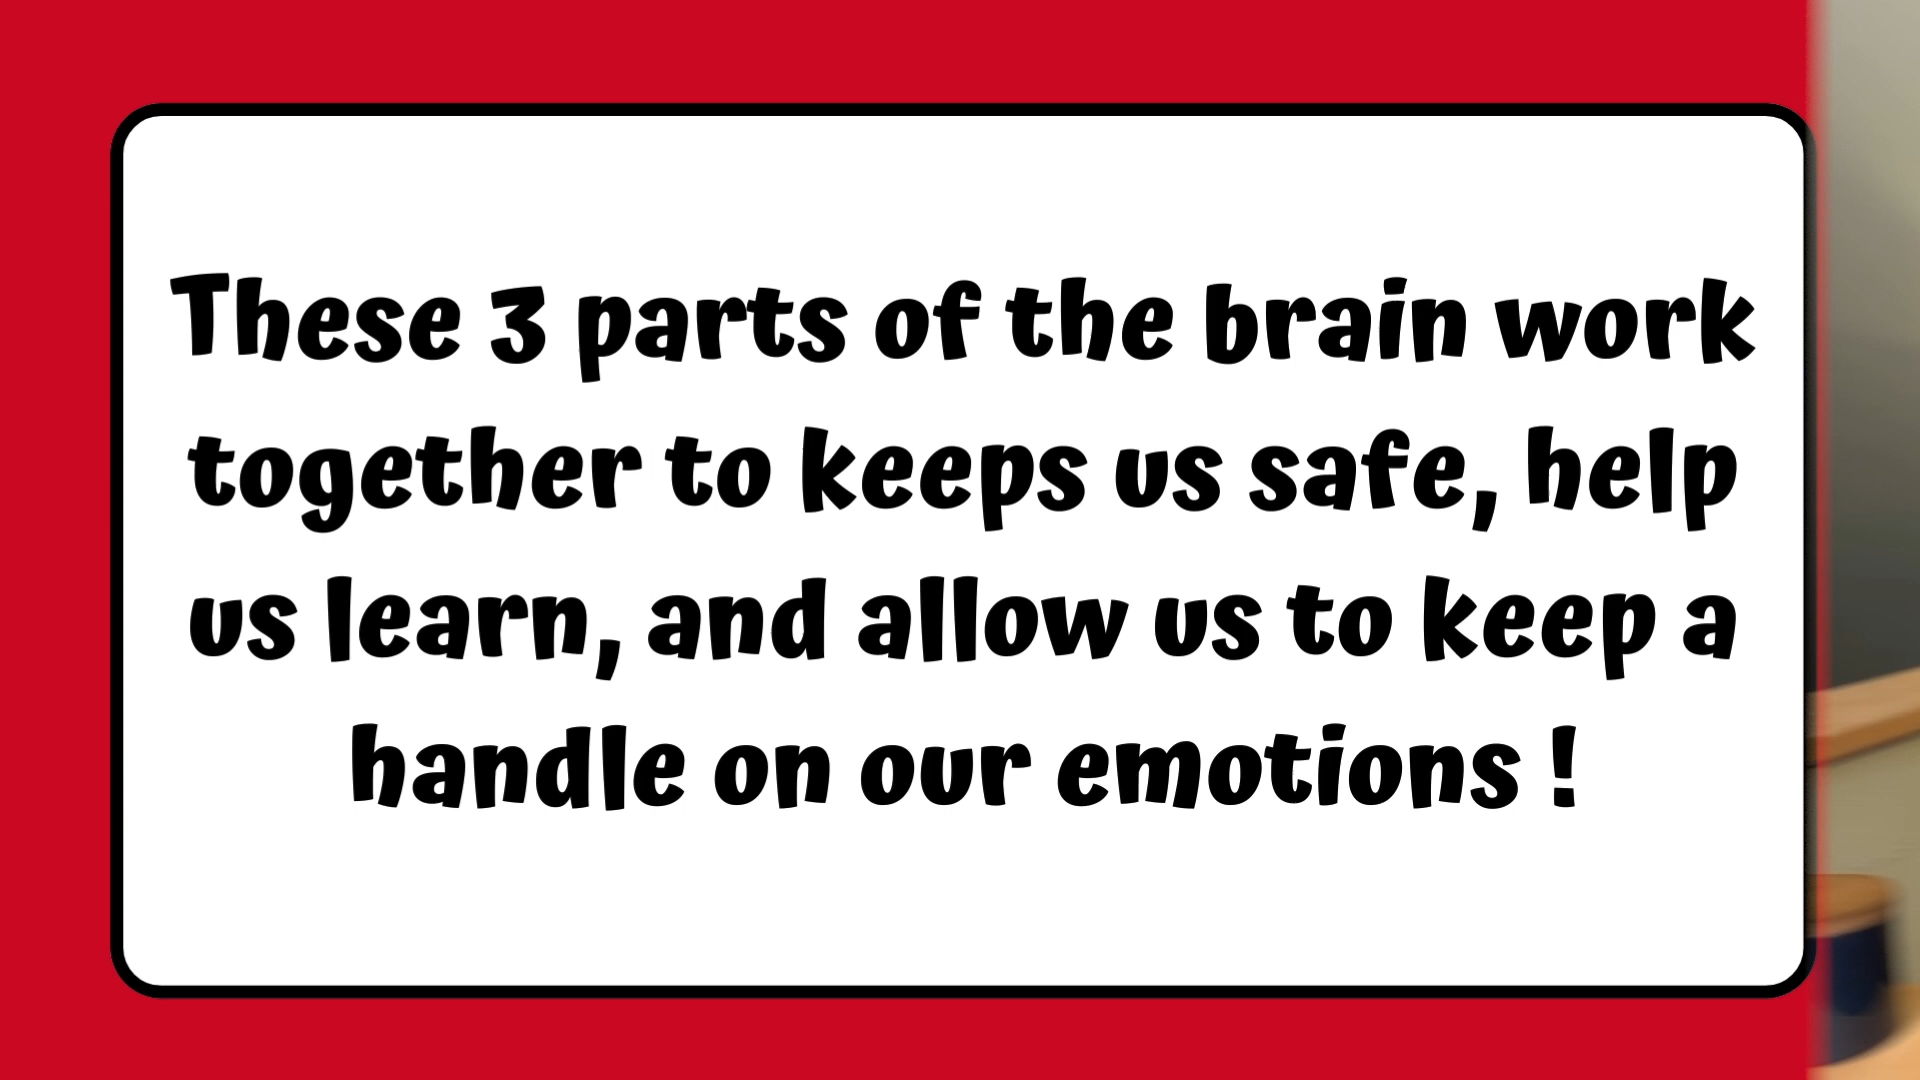 These 3 parts of the brain work
together to keeps us safe, help
us learn, and allow us to keep a
handle on our emotions !